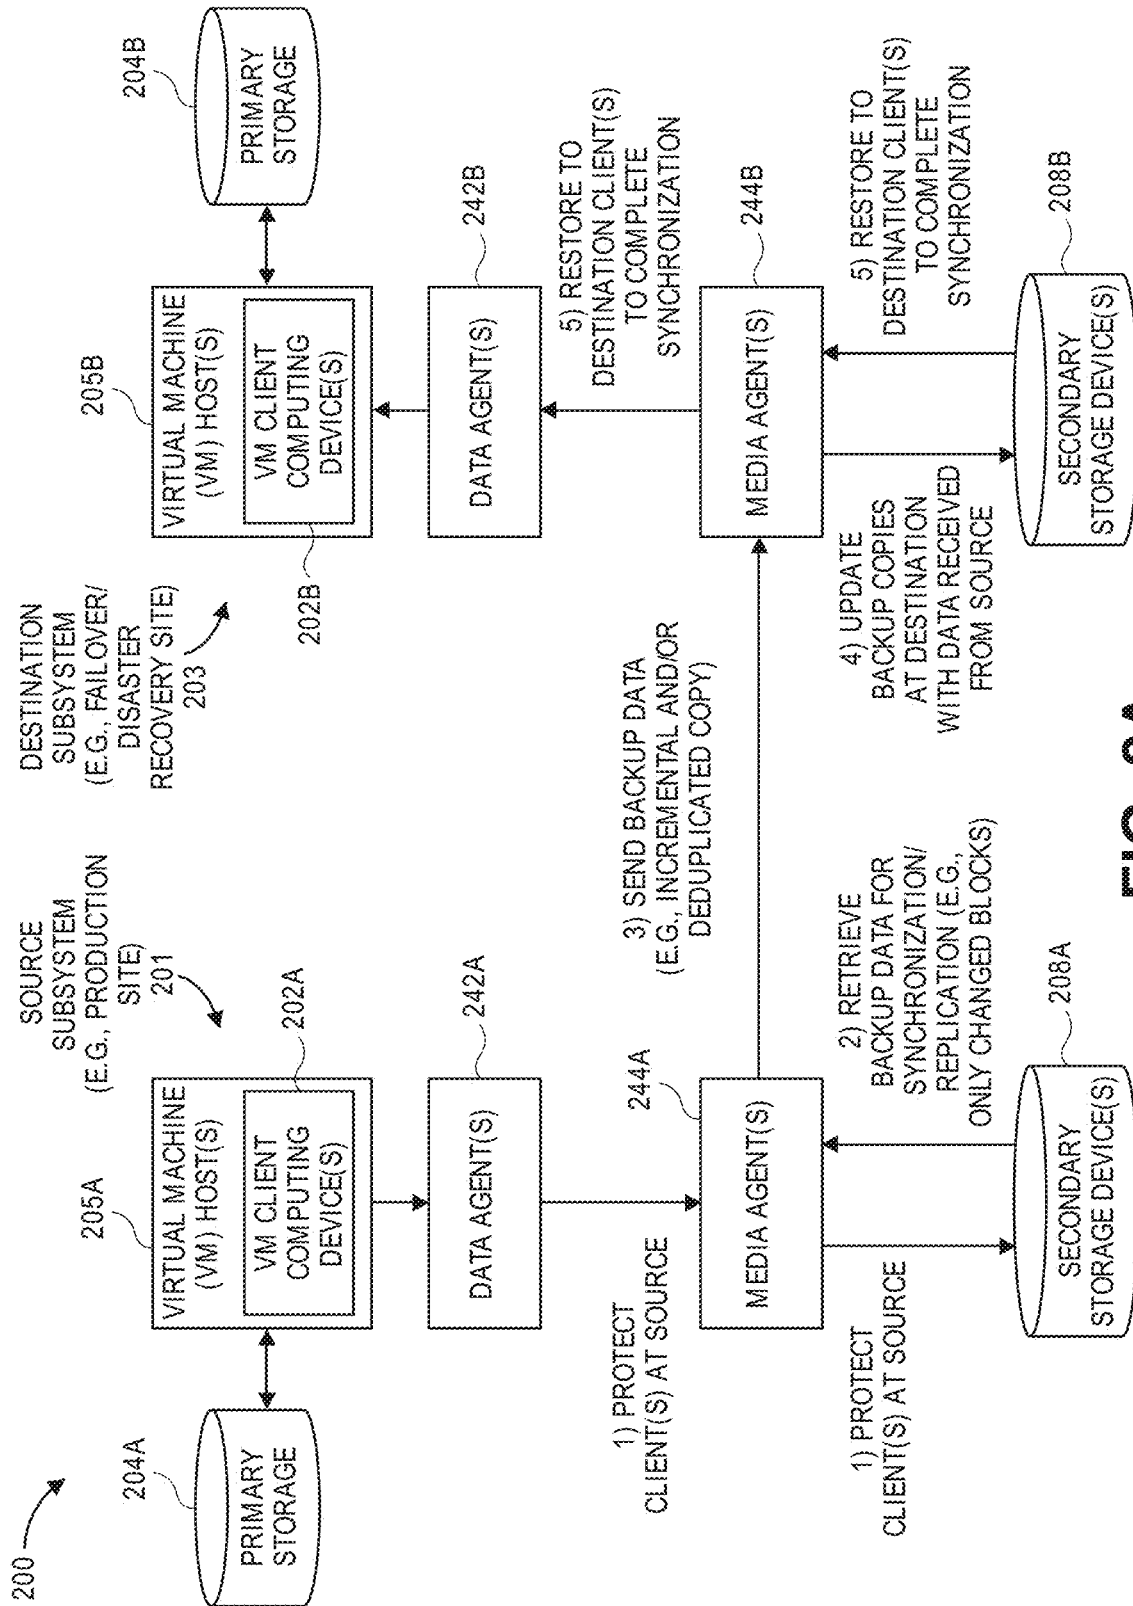 200
SOURCE
SUBSYSTEM
(E.G., PRODUCTION
SITE)
201
DESTINATION
SUBSYSTEM
(E.G., FAILOVER/
DISASTER
RECOVERY SITE)
203
204A
PRIMARY
STORAGE
205A
VIRTUAL MACHINE
(VM) HOST(S)
VM CLIENT
COMPUTING
DEVICE(S)
202A
205B
VIRTUAL MACHINE
(VM) HOST(S)
VM CLIENT
COMPUTING
DEVICE(S)
202B
204B
PRIMARY
STORAGE
DATA AGENT(S)
242A
DATA AGENT(S)
242B
1) PROTECT
CLIENT(S) AT SOURCE
5) RESTORE TO
DESTINATION CLIENT(S)
TO COMPLETE
SYNCHRONIZATION
MEDIA AGENT(S)
244A
3) SEND BACKUP DATA
(E.G., INCREMENTAL AND/OR
DEDUPLICATED COPY)
MEDIA AGENT(S)
244B
1) PROTECT
CLIENT(S) AT SOURCE
2) RETRIEVE
BACKUP DATA FOR
SYNCHRONIZATION/
REPLICATION (E.G.,
ONLY CHANGED BLOCKS)
4) UPDATE
BACKUP COPIES
AT DESTINATION
WITH DATA RECEIVED
FROM SOURCE
5) RESTORE TO
DESTINATION CLIENT(S)
TO COMPLETE
SYNCHRONIZATION
SECONDARY
STORAGE DEVICE(S)
208A
SECONDARY
STORAGE DEVICE(S)
208B